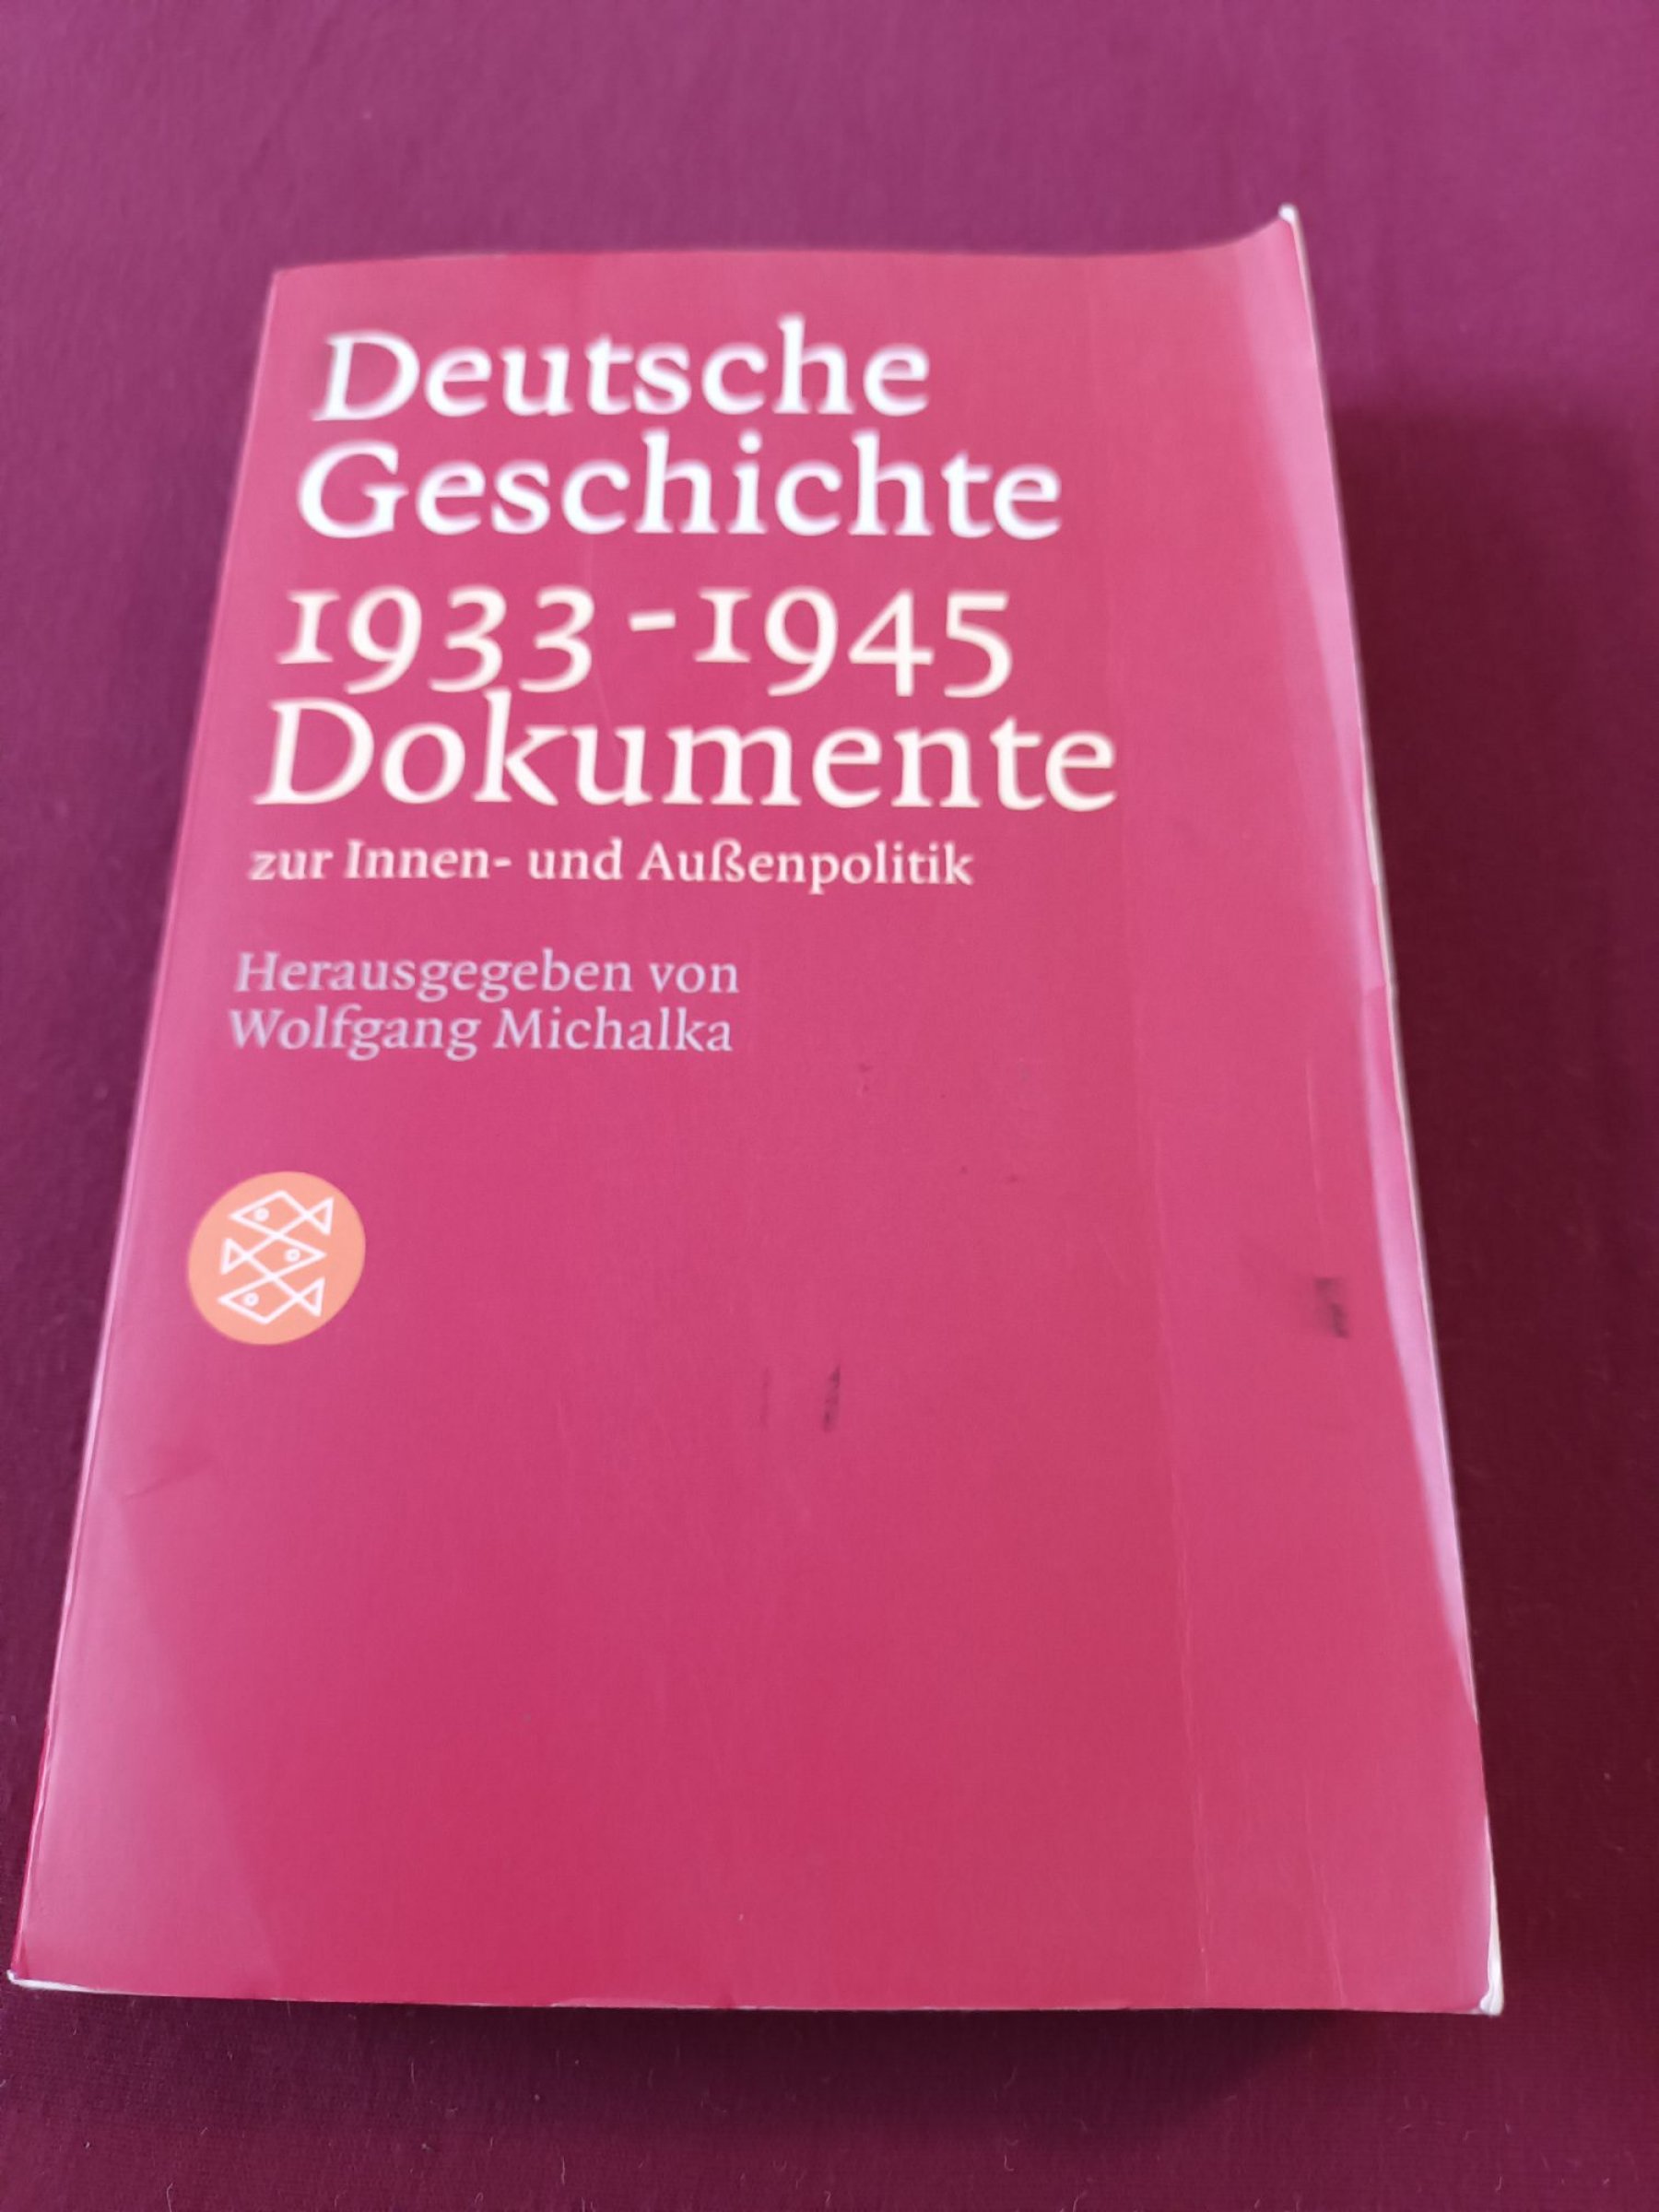 Deutsche
Geschichte
1933-1945
Dokumente
zur Innen- und Außenpolitik
Herausgegeben von
Wolfgang Michalka